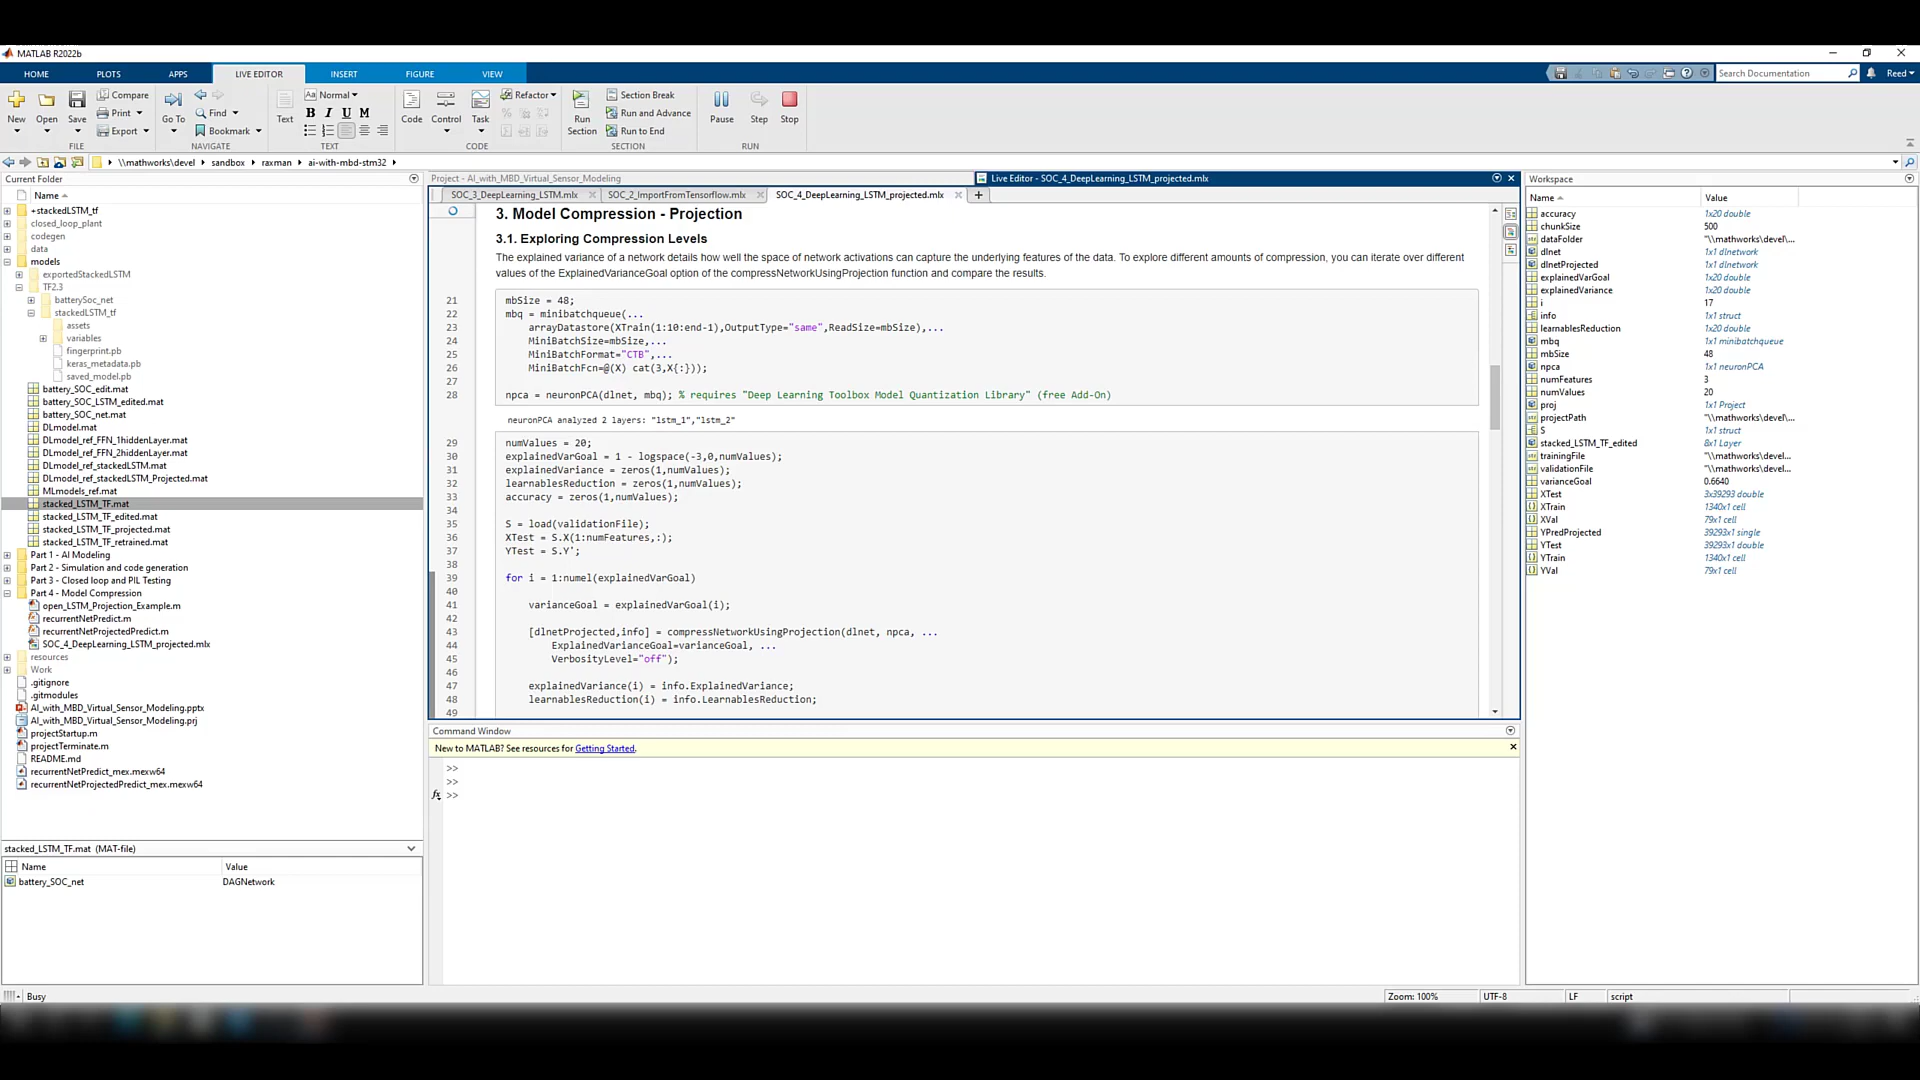 MATLAB R2022b
HOME PLOTS APPS LIVE EDITOR INSERT FIGURE VIEW Search Documentation Reed
New Open Save Compare Print Export FILE
Go To Find Bookmark NAVIGATE
Text Normal B I U M TEXT
Code Control Task Refactor CODE
Run Section Section Break Run and Advance Run to End SECTION
Pause Step Stop RUN
\\mathworks\devel sandbox raxman ai-with-mbd-stm32
Current Folder
Name
+stackedLSTM_tf
closed_loop_plant
codegen
data
models
exportedStackedLSTM
TF2.3
batterySoc_net
stackedLSTM_tf
assets
variables
fingerprint.pb
keras_metadata.pb
saved_model.pb
battery_SOC_edit.mat
battery_SOC_LSTM_edited.mat
battery_SOC_net.mat
DLmodel.mat
DLmodel_ref_FFN_1hiddenLayer.mat
DLmodel_ref_FFN_2hiddenLayer.mat
DLmodel_ref_stackedLSTM.mat
DLmodel_ref_stackedLSTM_Projected.mat
MLmodels_ref.mat
stacked_LSTM_TF.mat
stacked_LSTM_TF_edited.mat
stacked_LSTM_TF_projected.mat
stacked_LSTM_TF_retrained.mat
Part 1 - AI Modeling
Part 2 - Simulation and code generation
Part 3 - Closed loop and PIL Testing
Part 4 - Model Compression
open_LSTM_Projection_Example.m
recurrentNetPredict.m
recurrentNetProjectedPredict.m
SOC_4_DeepLearning_LSTM_projected.mlx
resources
Work
.gitignore
.gitmodules
AI_with_MBD_Virtual_Sensor_Modeling.pptx
AI_with_MBD_Virtual_Sensor_Modeling.prj
projectStartup.m
projectTerminate.m
README.md
recurrentNetPredict_mex.mexw64
recurrentNetProjectedPredict_mex.mexw64
stacked_LSTM_TF.mat (MAT-file)
Name Value
battery_SOC_net DAGNetwork
Project - AI_with_MBD_Virtual_Sensor_Modeling
Live Editor - SOC_4_DeepLearning_LSTM_projected.mlx
SOC_3_DeepLearning_LSTM.mlx SOC_2_ImportFromTensorflow.mlx SOC_4_DeepLearning_LSTM_projected.mlx
3. Model Compression - Projection
3.1. Exploring Compression Levels
The explained variance of a network details how well the space of network activations can capture the underlying features of the data. To explore different amounts of compression, you can iterate over different
values of the ExplainedVarianceGoal option of the compressNetworkUsingProjection function and compare the results.
21 mbSize = 48;
22 mbq = minibatchqueue(...
23 arrayDatastore(XTrain(1:10:end-1),OutputType="same",ReadSize=mbSize),...
24 MiniBatchSize=mbSize,...
25 MiniBatchFormat="CTB",...
26 MiniBatchFcn=@(X) cat(3,X{:}));
27
28 npca = neuronPCA(dlnet, mbq); % requires "Deep Learning Toolbox Model Quantization Library" (free Add-On)
neuronPCA analyzed 2 layers: "lstm_1","lstm_2"
29 numValues = 20;
30 explainedVarGoal = 1 - logspace(-3,0,numValues);
31 explainedVariance = zeros(1,numValues);
32 learnablesReduction = zeros(1,numValues);
33 accuracy = zeros(1,numValues);
34
35 S = load(validationFile);
36 XTest = S.X(1:numFeatures,:);
37 YTest = S.Y';
38
39 for i = 1:numel(explainedVarGoal)
40
41 varianceGoal = explainedVarGoal(i);
42
43 [dlnetProjected,info] = compressNetworkUsingProjection(dlnet, npca, ...
44 ExplainedVarianceGoal=varianceGoal, ...
45 VerbosityLevel="off");
46
47 explainedVariance(i) = info.ExplainedVariance;
48 learnablesReduction(i) = info.LearnablesReduction;
49
Command Window
New to MATLAB? See resources for Getting Started.
>>
>>
fx >>
Workspace
Name Value
accuracy 1x20 double
chunkSize 500
dataFolder "\\mathworks\devel...
dlnet 1x1 dlnetwork
dlnetProjected 1x1 dlnetwork
explainedVarGoal 1x20 double
explainedVariance 1x20 double
i 17
info 1x1 struct
learnablesReduction 1x20 double
mbq 1x1 minibatchqueue
mbSize 48
npca 1x1 neuronPCA
numFeatures 3
numValues 20
proj 1x1 Project
projectPath "\\mathworks\devel...
S 1x1 struct
stacked_LSTM_TF_edited 8x1 Layer
trainingFile "\\mathworks\devel...
validationFile "\\mathworks\devel...
varianceGoal 0.6640
XTest 3x39293 double
XTrain 1340x1 cell
XVal 79x1 cell
YPredProjected 39293x1 single
YTest 39293x1 double
YTrain 1340x1 cell
YVal 79x1 cell
Busy Zoom: 100% UTF-8 LF script